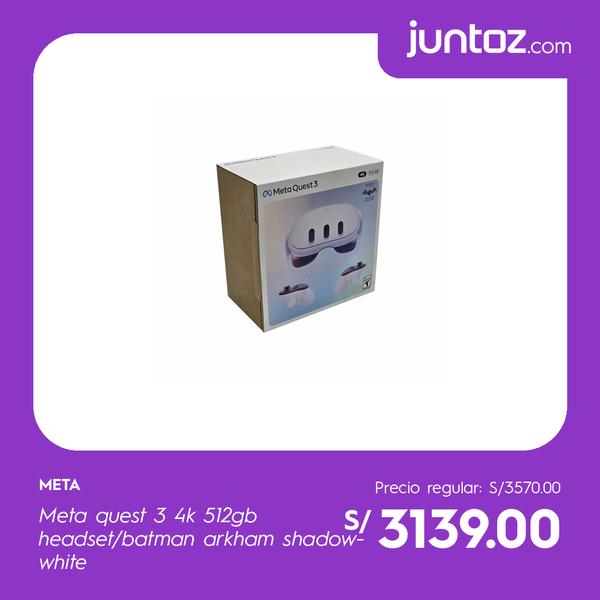 juntoz.com
Meta Quest 3
META
Precio regular: S/3570.00
Meta quest 3 4k 512gb
headset/batman arkham shadow-
white
S/ 3139.00